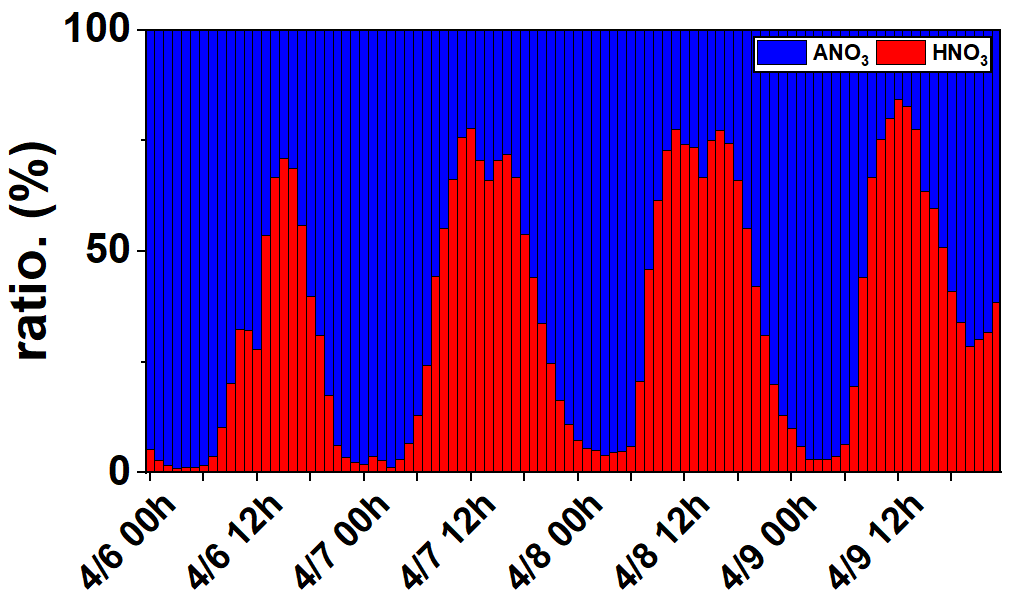 100
50
0
ratio. (%)
ANO₃ HNO₃
4/6 00h
4/6 12h
4/7 00h
4/7 12h
4/8 00h
4/8 12h
4/9 00h
4/9 12h